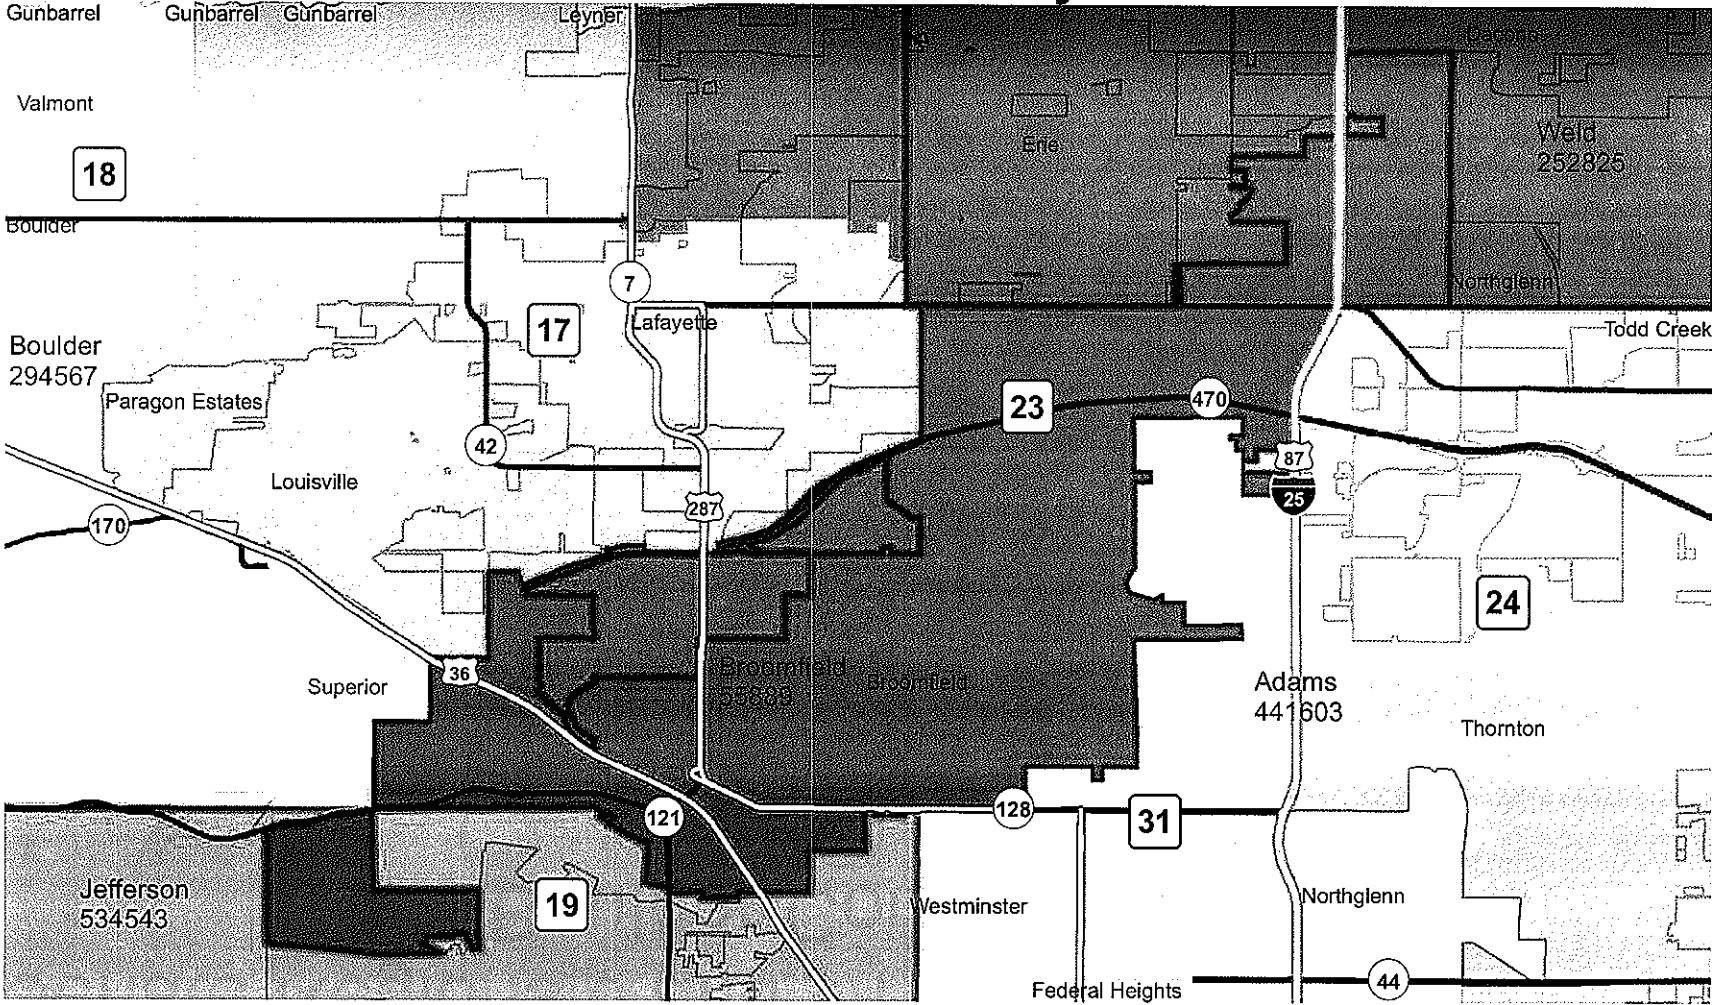 Gunbarrel
Gunbarrel
Gunbarrel
Leyner
Dacono
Valmont
Erie
Weld
252825
18
Boulder
7
Northglenn
17
Lafayette
Todd Creek
Boulder
294567
Paragon Estates
23
470
42
87
Louisville
25
287
170
24
36
Superior
Broomfield
55889
Broomfield
Adams
441603
Thornton
121
128
31
Jefferson
534543
19
Westminster
Northglenn
Federal Heights
44